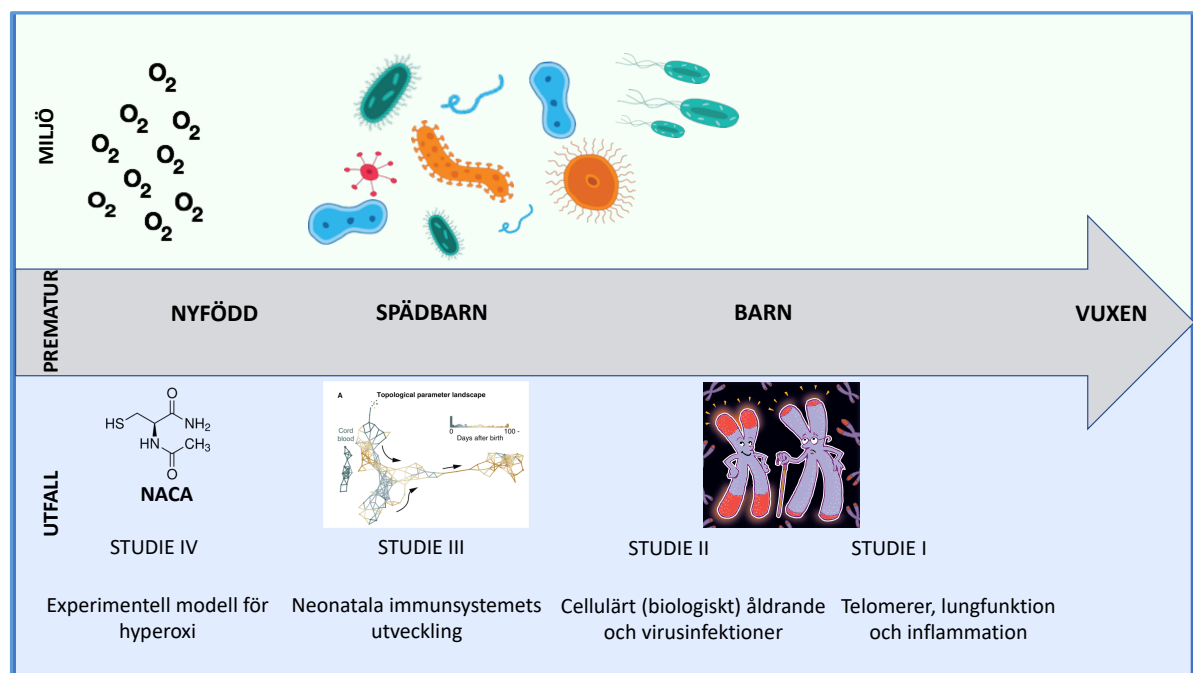 MILJÖ
O2
O2
O2
O2
O2
O2
O2
O2
O2
PREMATUR
NYFÖDD
SPÄDBARN
BARN
VUXEN
UTFALL
O
HS
NH2
HN
CH3
O
NACA
A
Topological parameter landscape
Cord
blood
0
100 -
Days after birth
STUDIE IV
STUDIE III
STUDIE II
STUDIE I
Experimentell modell för
hyperoxi
Neonatala immunsystemets
utveckling
Cellulärt (biologiskt) åldrande
och virusinfektioner
Telomerer, lungfunktion
och inflammation